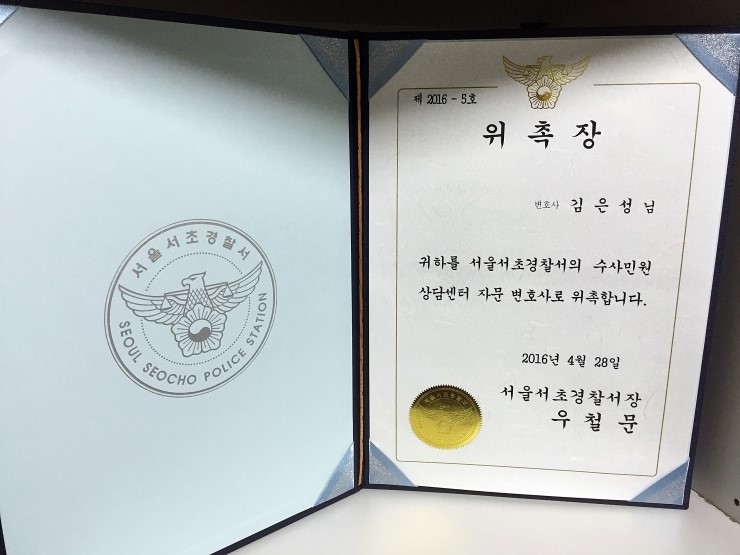 서울서초경찰서
SEOUL SEOCHO POLICE STATION
제 2016 - 5호
위 촉 장
변호사 김 은 성 님
귀하를 서울서초경찰서의 수사민원
상담센터 자문 변호사로 위촉합니다.
2016년 4월 28일
서울서초경찰서장
우 철 문